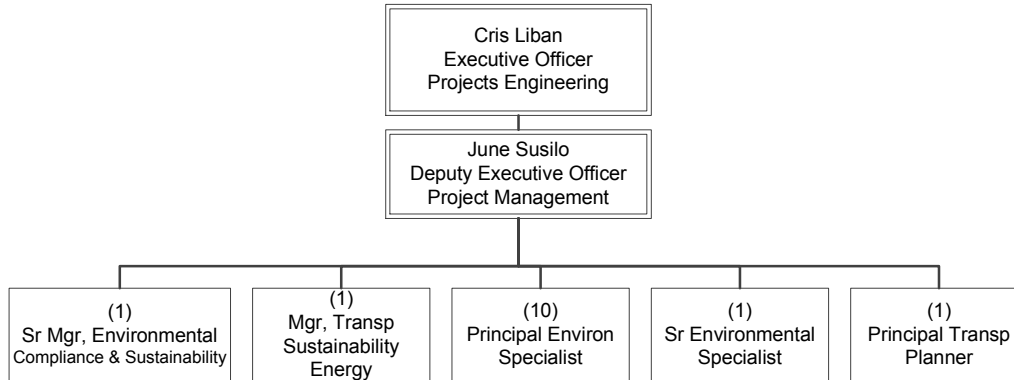 Cris Liban
Executive Officer
Projects Engineering
June Susilo
Deputy Executive Officer
Project Management
(1)
Sr Mgr, Environmental
Compliance & Sustainability
(1)
Mgr, Transp
Sustainability
Energy
(10)
Principal Environ
Specialist
(1)
Sr Environmental
Specialist
(1)
Principal Transp
Planner